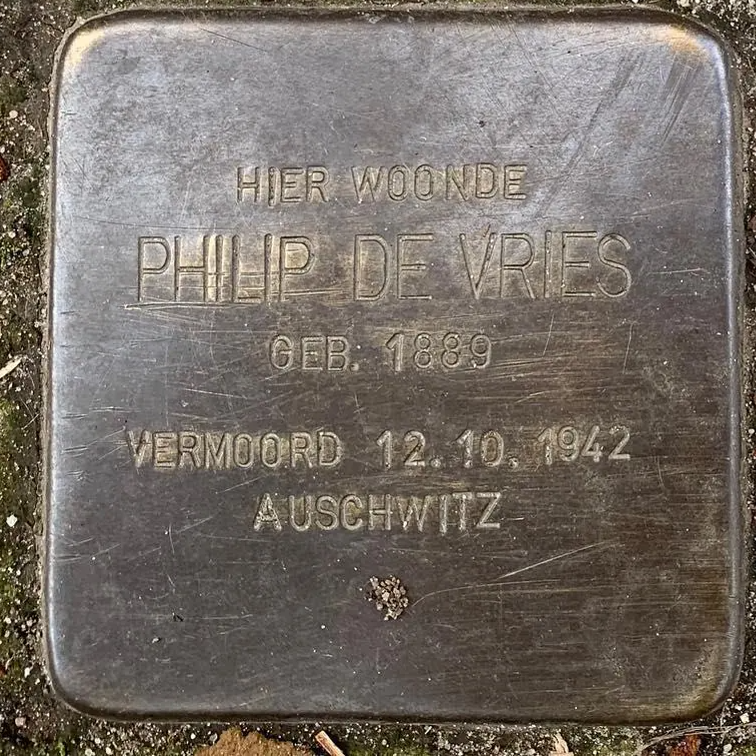 HIER WOONDE
PHILIP DE VRIES
GEB. 1889
VERMOORD 12.10.1942
AUSCHWITZ